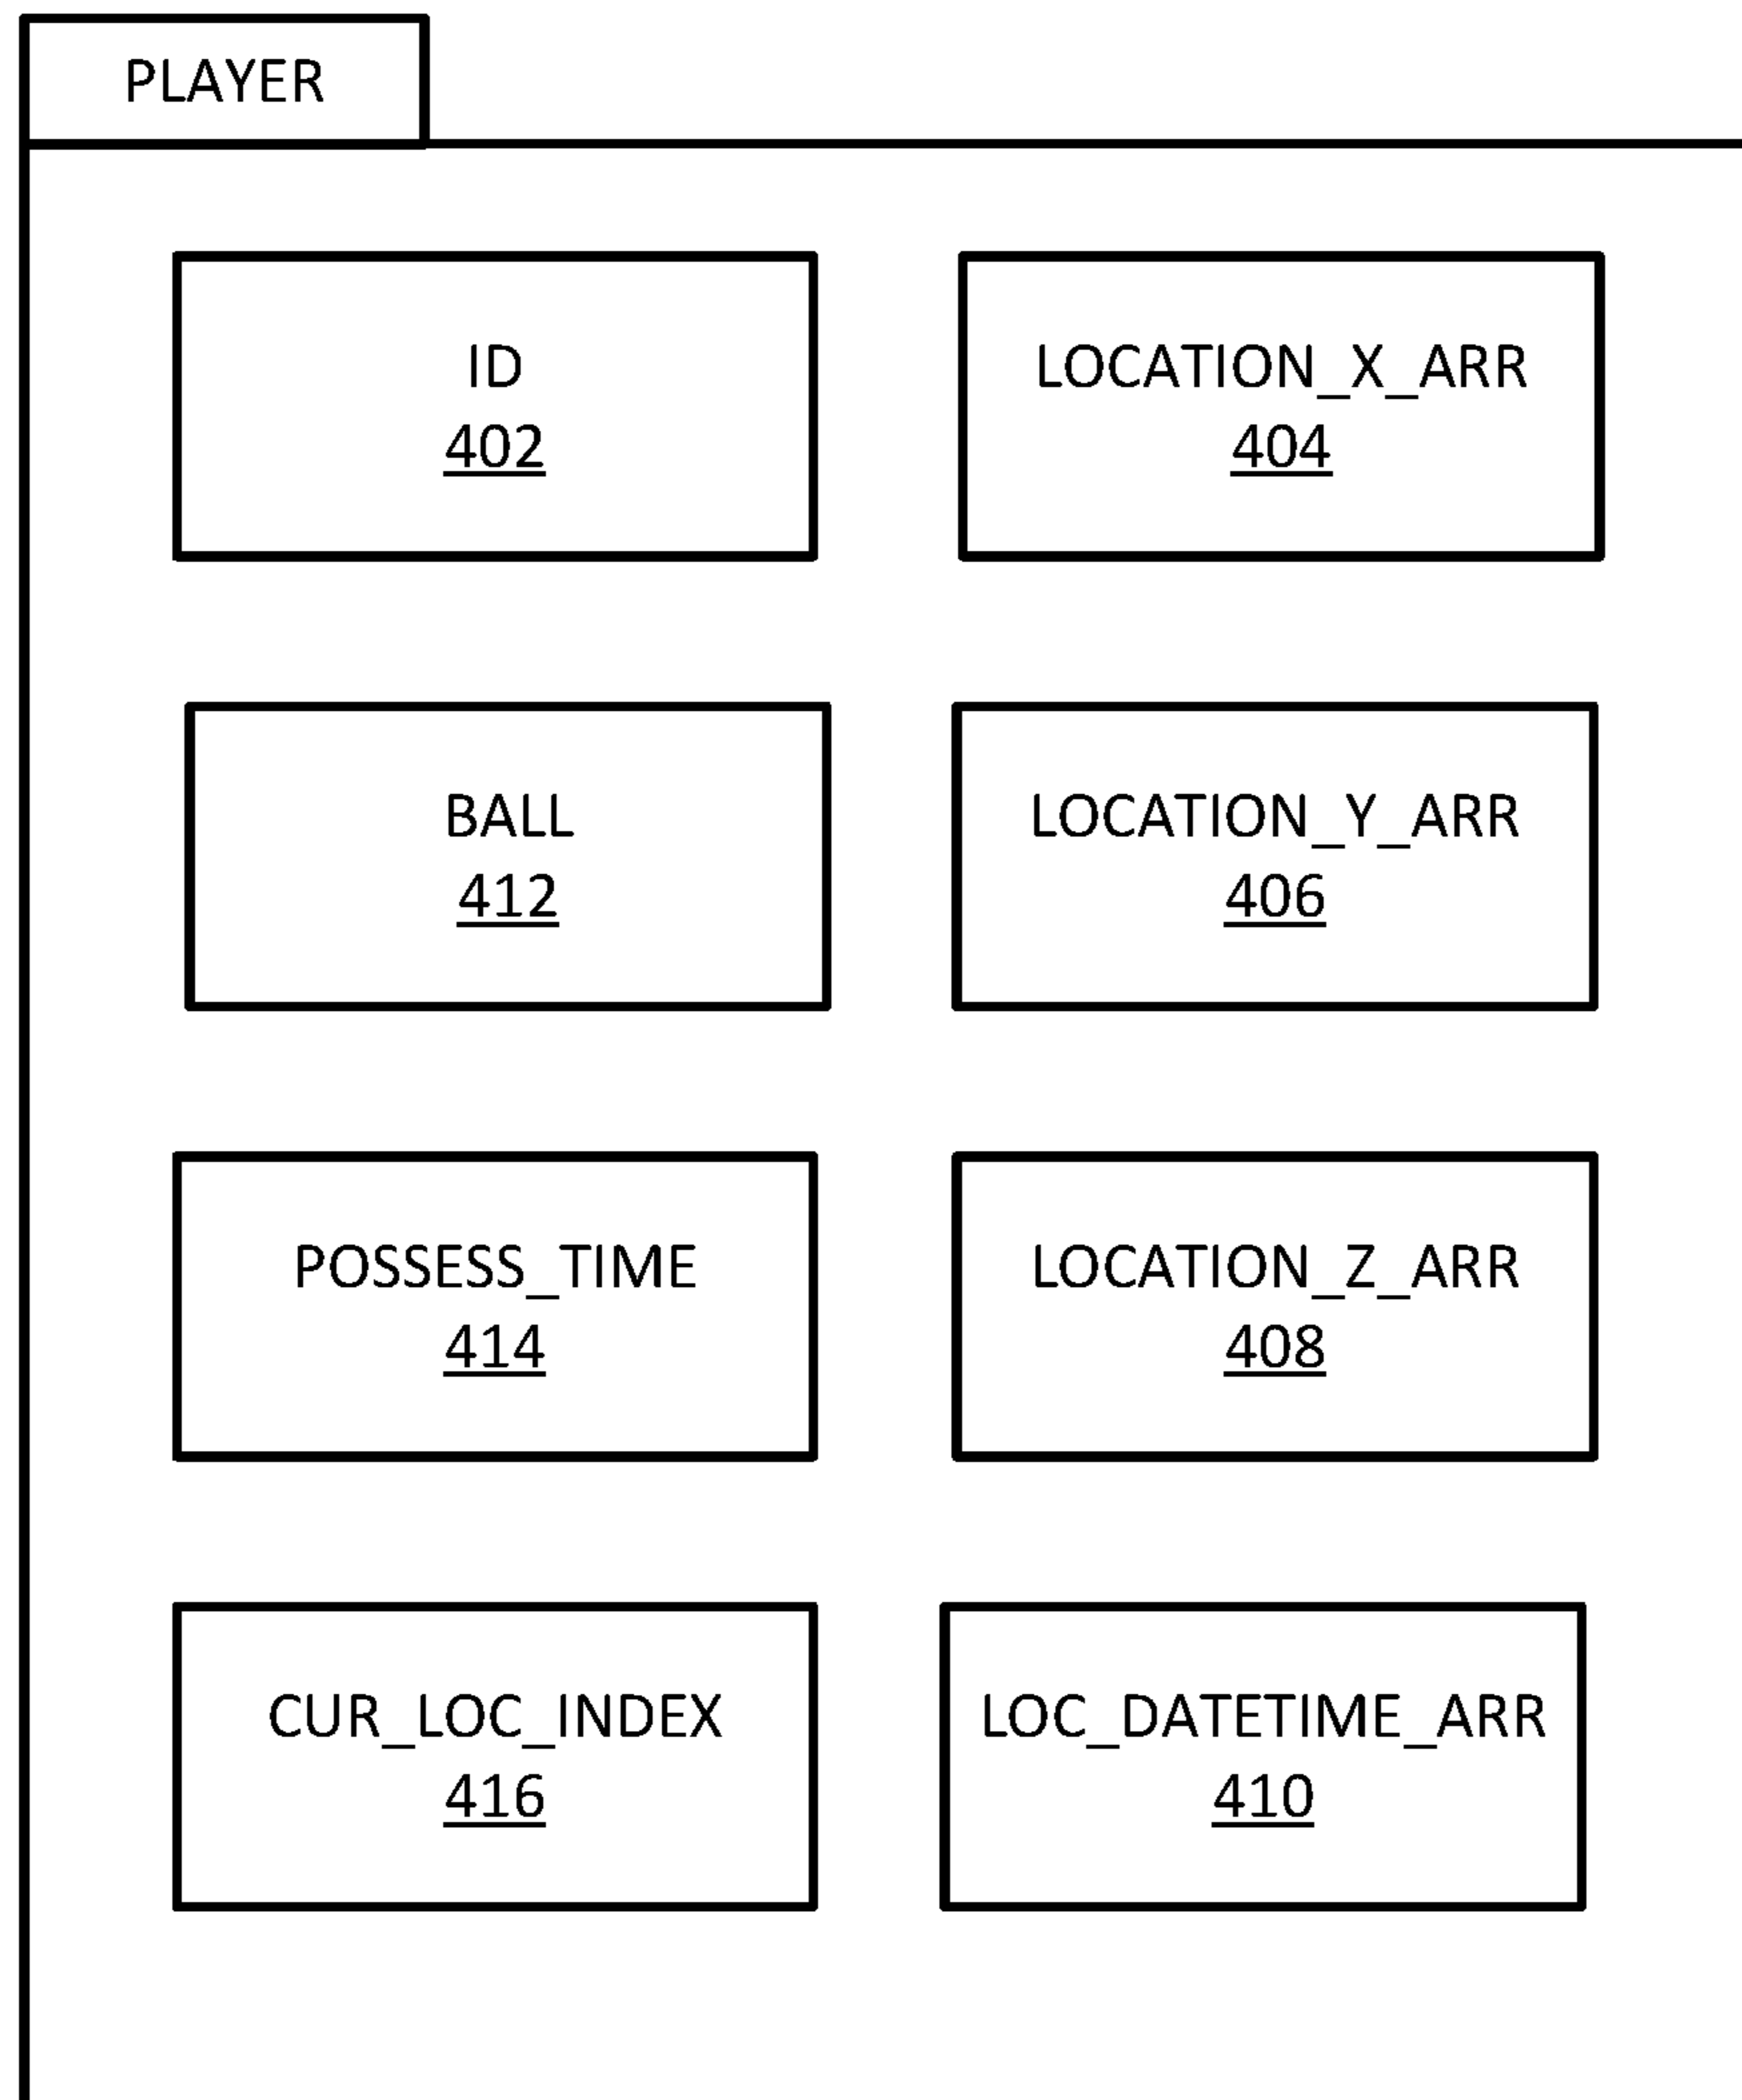 PLAYER
ID
402
LOCATION_X_ARR
404
BALL
412
LOCATION_Y_ARR
406
POSSESS_TIME
414
LOCATION_Z_ARR
408
CUR_LOC_INDEX
416
LOC_DATETIME_ARR
410